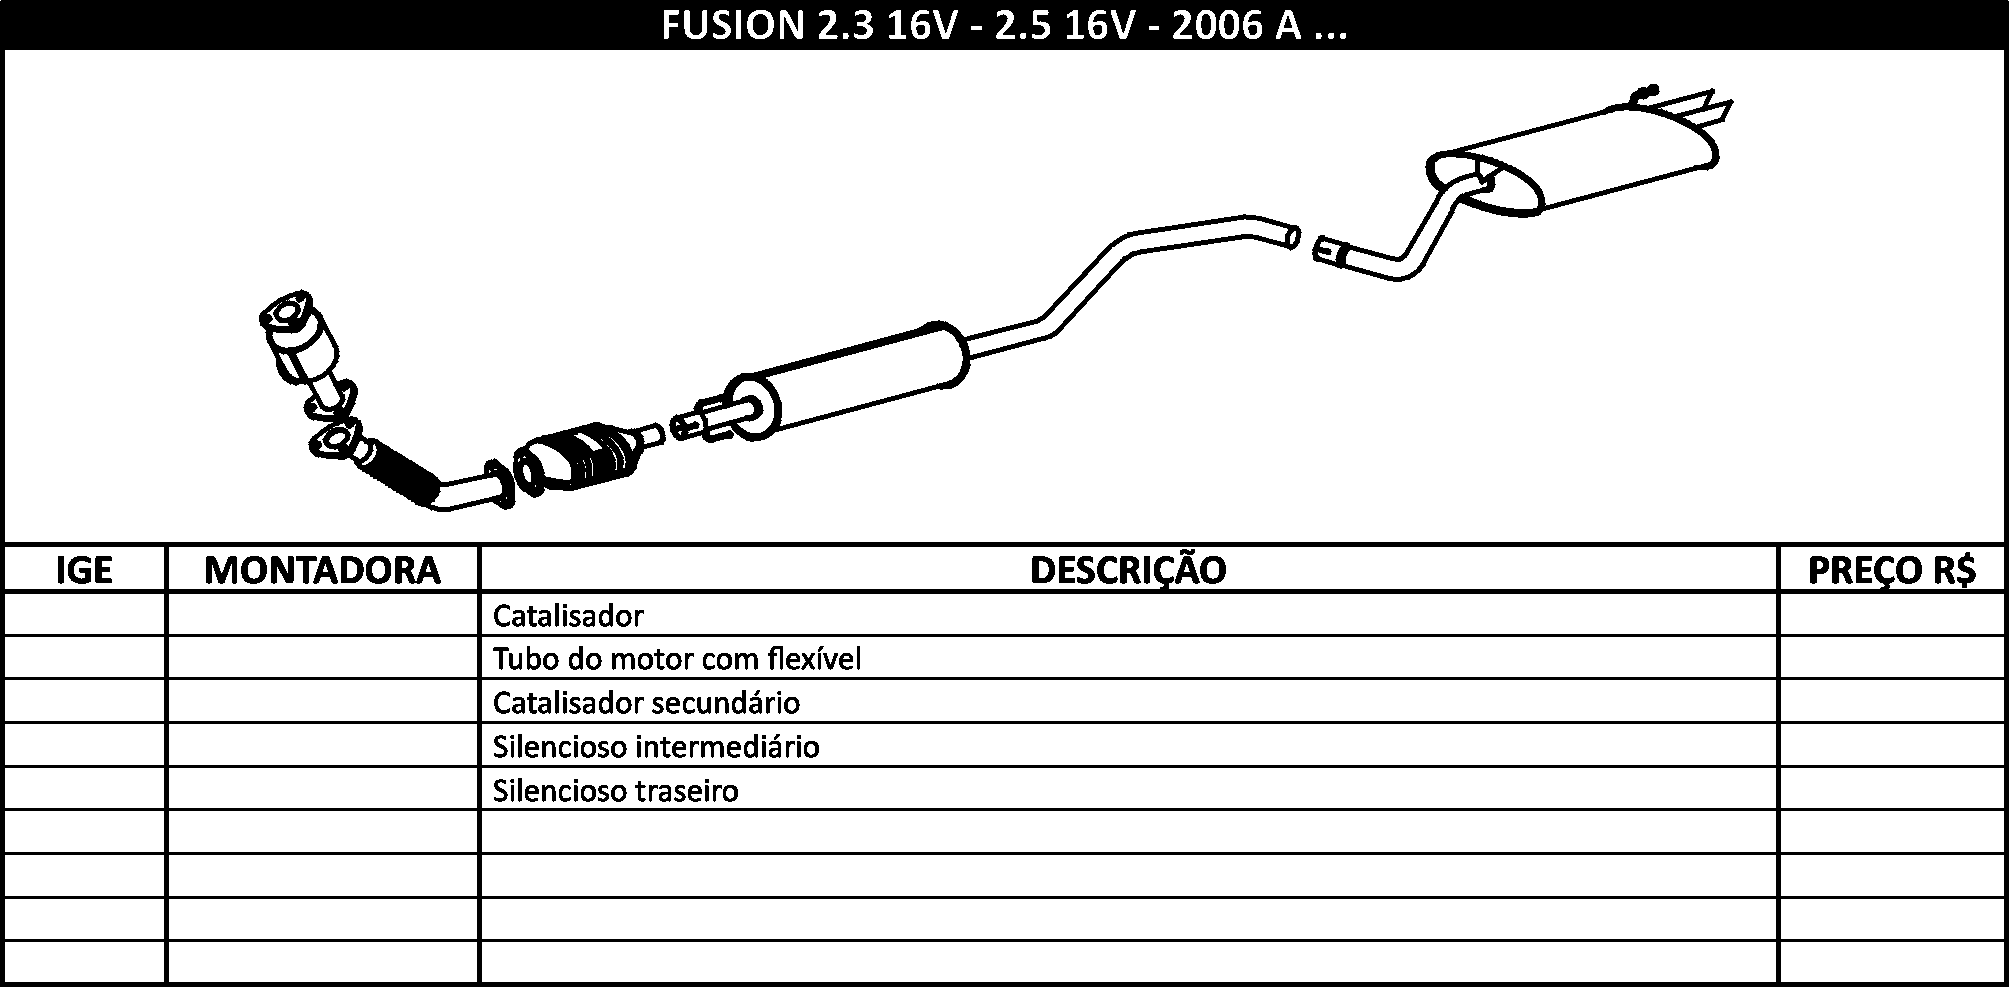 FUSION 2.3 16V - 2.5 16V - 2006 A ...
IGE MONTADORA DESCRIÇÃO PREÇO R$
Catalisador
Tubo do motor com flexível
Catalisador secundário
Silencioso intermediário
Silencioso traseiro